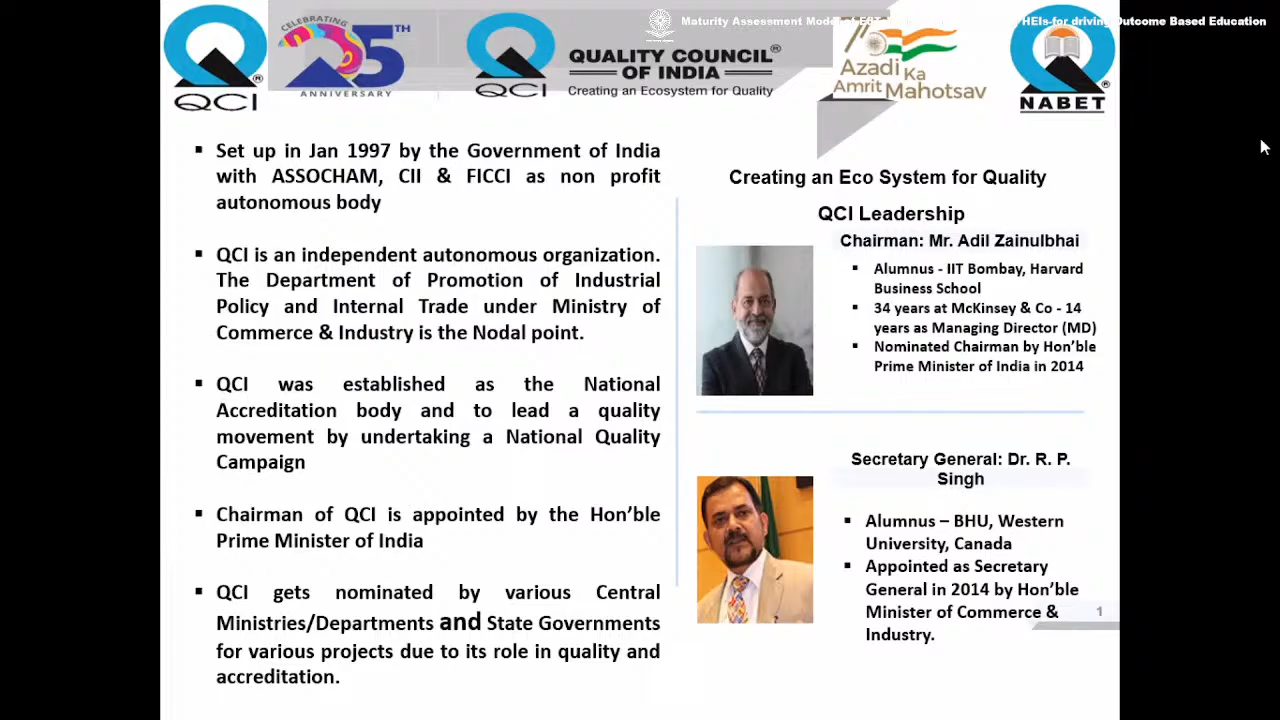 Maturity Assessment Model of
HEIs for driving Outcome Based Education
QCI
CELEBRATING
25TH
ANNIVERSARY
QCI
QUALITY COUNCIL
OF INDIA
Creating an Ecosystem for Quality
Azadi Ka
Amrit Mahotsav
NABET
▪ Set up in Jan 1997 by the Government of India
with ASSOCHAM, CII & FICCI as non profit
autonomous body
▪ QCI is an independent autonomous organization.
The Department of Promotion of Industrial
Policy and Internal Trade under Ministry of
Commerce & Industry is the Nodal point.
▪ QCI was established as the National
Accreditation body and to lead a quality
movement by undertaking a National Quality
Campaign
▪ Chairman of QCI is appointed by the Hon’ble
Prime Minister of India
▪ QCI gets nominated by various Central
Ministries/Departments and State Governments
for various projects due to its role in quality and
accreditation.
Creating an Eco System for Quality
QCI Leadership
Chairman: Mr. Adil Zainulbhai
▪ Alumnus - IIT Bombay, Harvard
Business School
▪ 34 years at McKinsey & Co - 14
years as Managing Director (MD)
▪ Nominated Chairman by Hon’ble
Prime Minister of India in 2014
Secretary General: Dr. R. P.
Singh
▪ Alumnus – BHU, Western
University, Canada
▪ Appointed as Secretary
General in 2014 by Hon’ble
Minister of Commerce &
Industry.
1